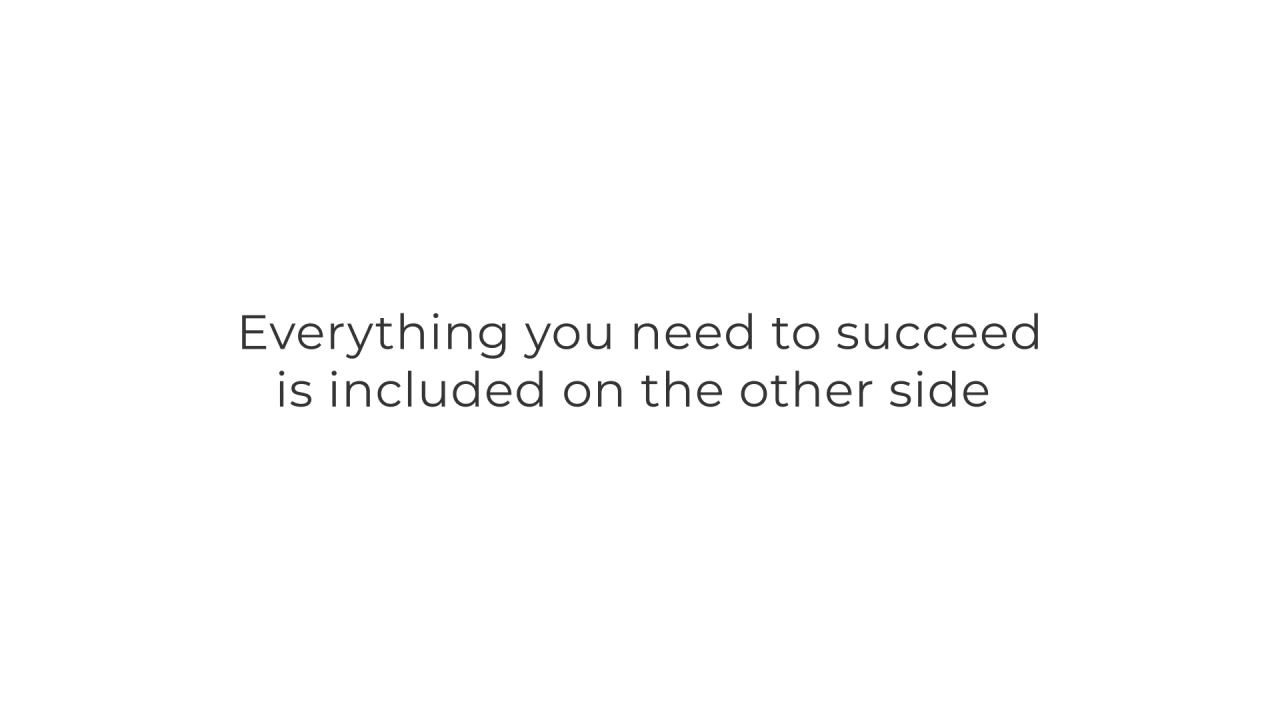 Everything you need to succeed
is included on the other side